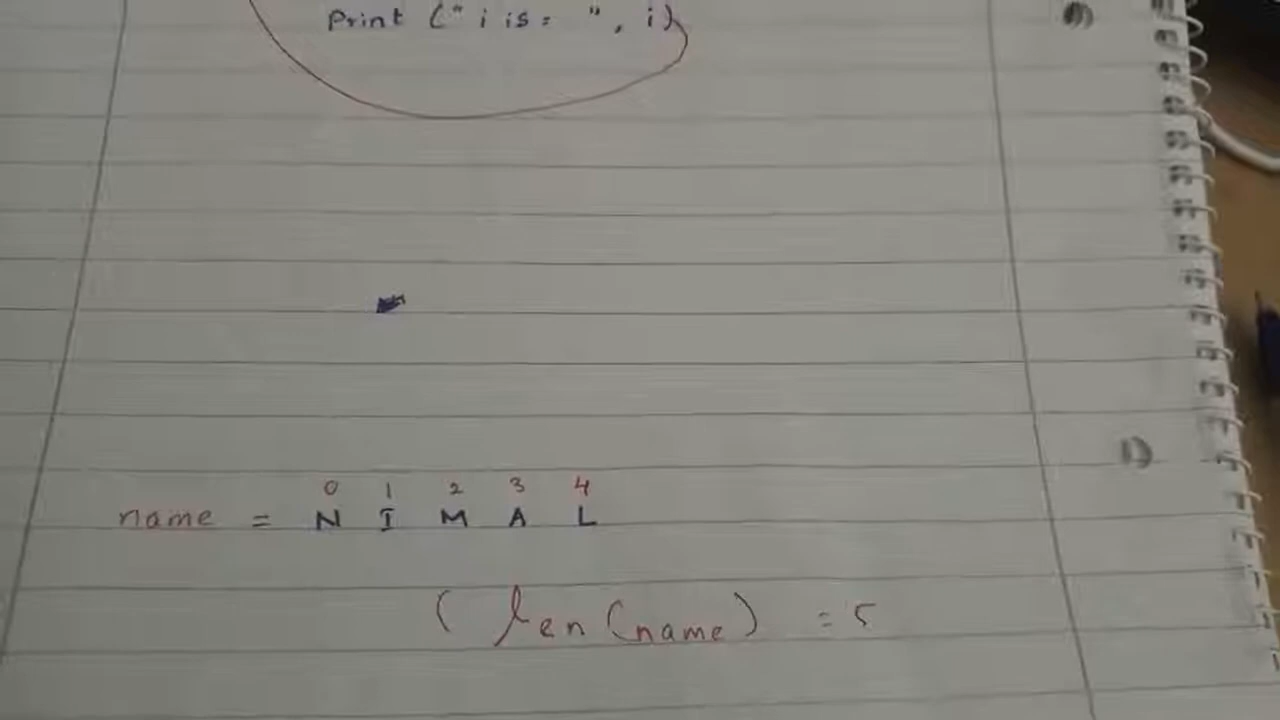 Print (" i is = ", i)
0 1 2 3 4
name = N I M A L
( len(name) = 5